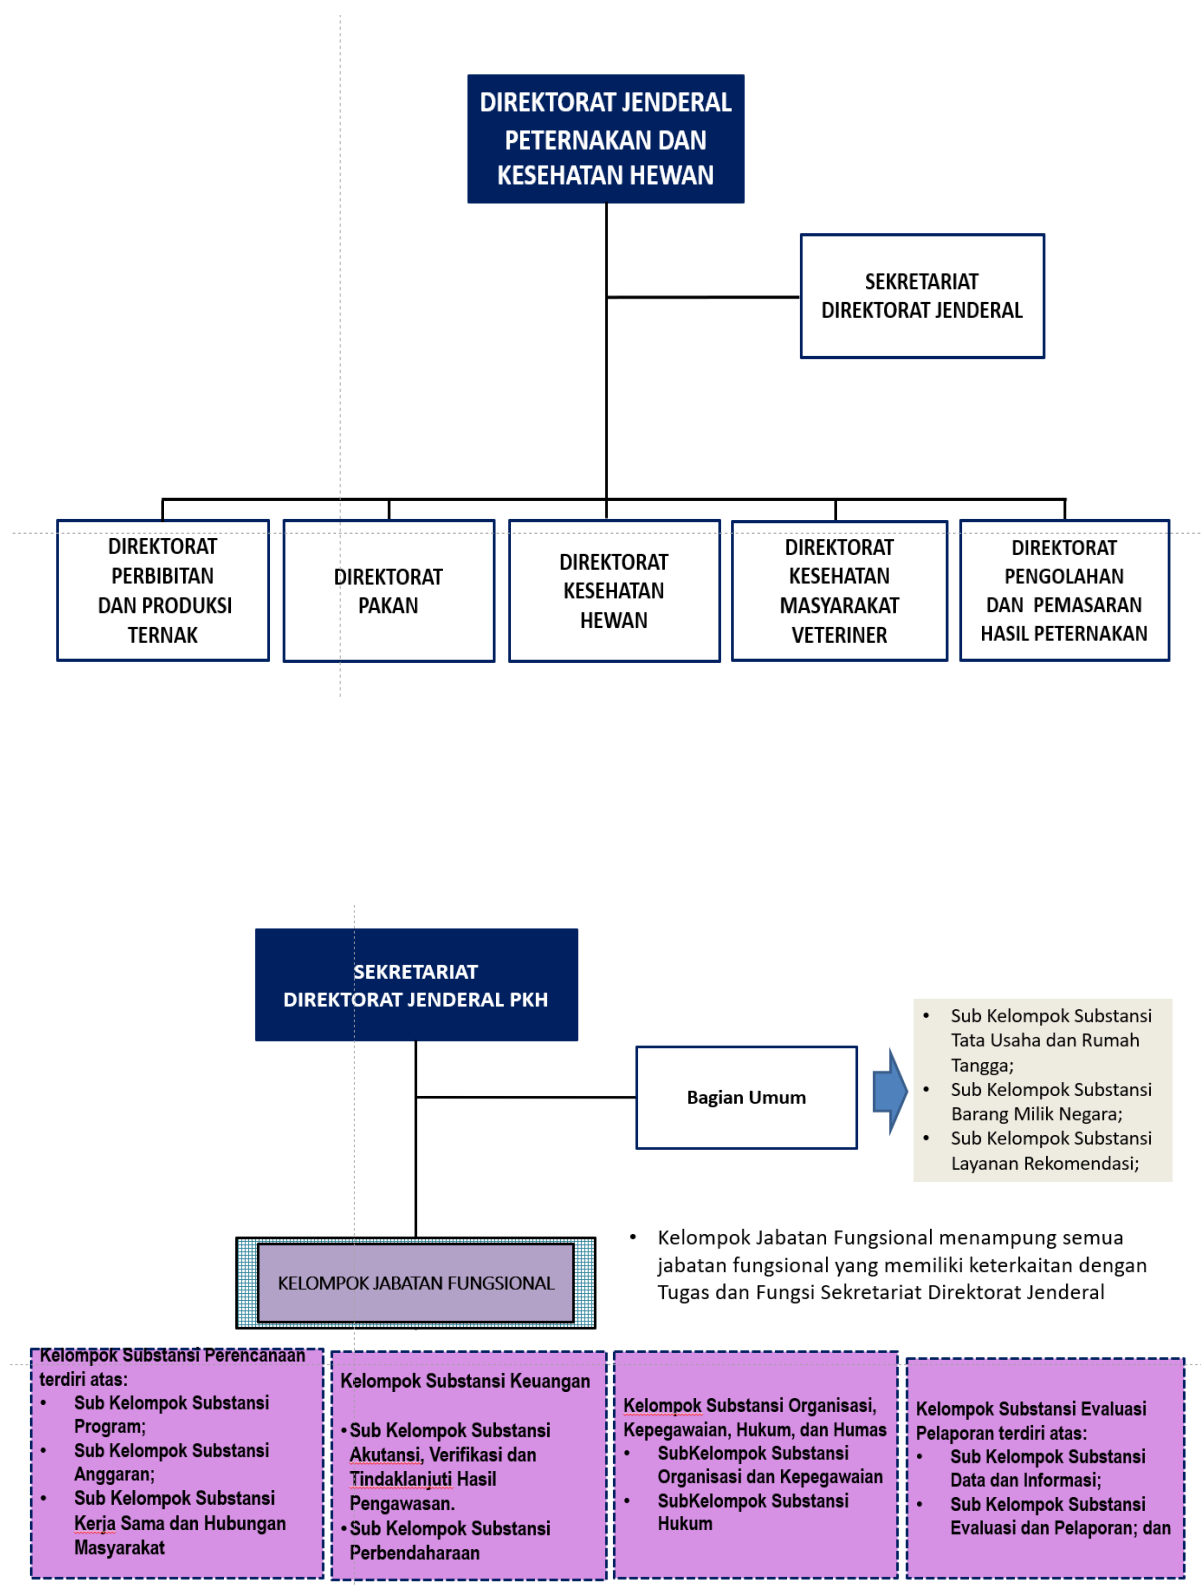 DIREKTORAT JENDERAL
PETERNAKAN DAN
KESEHATAN HEWAN
SEKRETARIAT
DIREKTORAT JENDERAL
DIREKTORAT
PERBIBITAN
DAN PRODUKSI
TERNAK
DIREKTORAT
PAKAN
DIREKTORAT
KESEHATAN
HEWAN
DIREKTORAT
KESEHATAN
MASYARAKAT
VETERINER
DIREKTORAT
PENGOLAHAN
DAN PEMASARAN
HASIL PETERNAKAN
SEKRETARIAT
DIREKTORAT JENDERAL PKH
Bagian Umum
• Sub Kelompok Substansi
Tata Usaha dan Rumah
Tangga;
• Sub Kelompok Substansi
Barang Milik Negara;
• Sub Kelompok Substansi
Layanan Rekomendasi;
KELOMPOK JABATAN FUNGSIONAL
• Kelompok Jabatan Fungsional menampung semua
jabatan fungsional yang memiliki keterkaitan dengan
Tugas dan Fungsi Sekretariat Direktorat Jenderal
Kelompok Substansi Perencanaan
terdiri atas:
• Sub Kelompok Substansi
Program;
• Sub Kelompok Substansi
Anggaran;
• Sub Kelompok Substansi
Kerja Sama dan Hubungan
Masyarakat
Kelompok Substansi Keuangan
• Sub Kelompok Substansi
Akutansi, Verifikasi dan
Tindaklanjuti Hasil
Pengawasan.
• Sub Kelompok Substansi
Perbendaharaan
Kelompok Substansi Organisasi,
Kepegawaian, Hukum, dan Humas
• SubKelompok Substansi
Organisasi dan Kepegawaian
• SubKelompok Substansi
Hukum
Kelompok Substansi Evaluasi
Pelaporan terdiri atas:
• Sub Kelompok Substansi
Data dan Informasi;
• Sub Kelompok Substansi
Evaluasi dan Pelaporan; dan